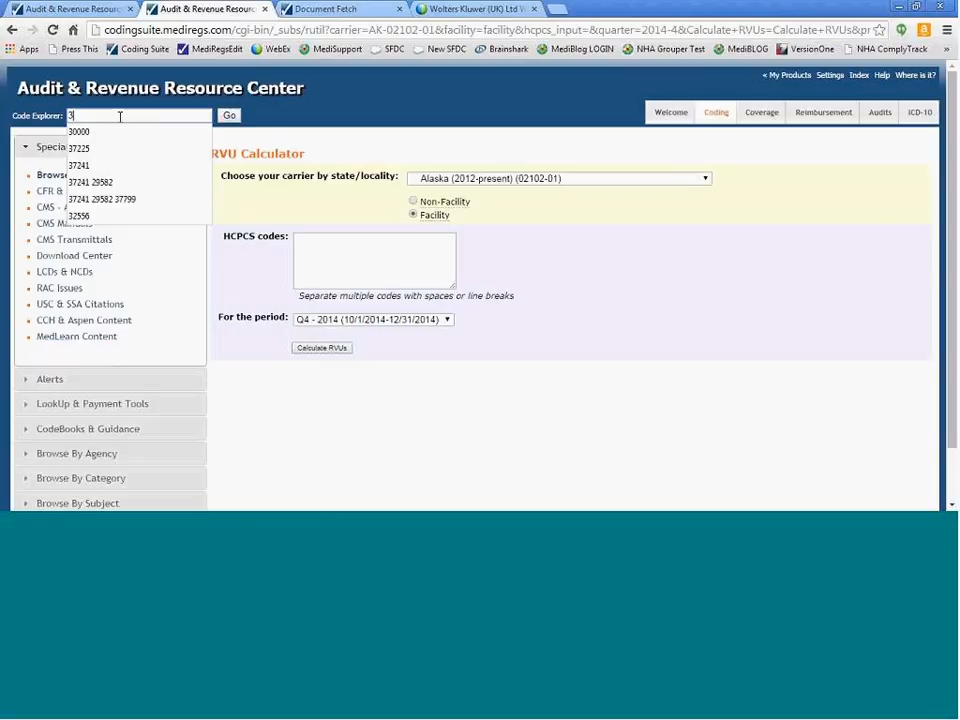 Audit & Revenue Resourc
Audit & Revenue Resourc
Document Fetch
Wolters Kluwer (UK) Ltd W
codingsuite.mediregs.com/cgi-bin/_subs/rutil?carrier=AK-02102-01&facility=facility&hcpcs_input=&quarter=2014-4&Calculate+RVUs=Calculate+RVUs&pr
Apps Press This Coding Suite MediRegsEdit WebEx MediSupport SFDC New SFDC Brainshark MediBlog LOGIN NHA Grouper Test MediBLOG VersionOne NHA ComplyTrack »
« My Products Settings Index Help Where is it?
Audit & Revenue Resource Center
Code Explorer: 3 Go
Welcome Coding Coverage Reimbursement Audits ICD-10
30000
37225
37241
37241 29582
37241 29582 37799
32556
Specia
Brows
CFR &
CMS - A
CMS Manuals
CMS Transmittals
Download Center
LCDs & NCDs
RAC Issues
USC & SSA Citations
CCH & Aspen Content
MedLearn Content
Alerts
LookUp & Payment Tools
CodeBooks & Guidance
Browse By Agency
Browse By Category
Browse By Subject
RVU Calculator
Choose your carrier by state/locality: Alaska (2012-present) (02102-01)
Non-Facility
Facility
HCPCS codes:
Separate multiple codes with spaces or line breaks
For the period: Q4 - 2014 (10/1/2014-12/31/2014)
Calculate RVUs